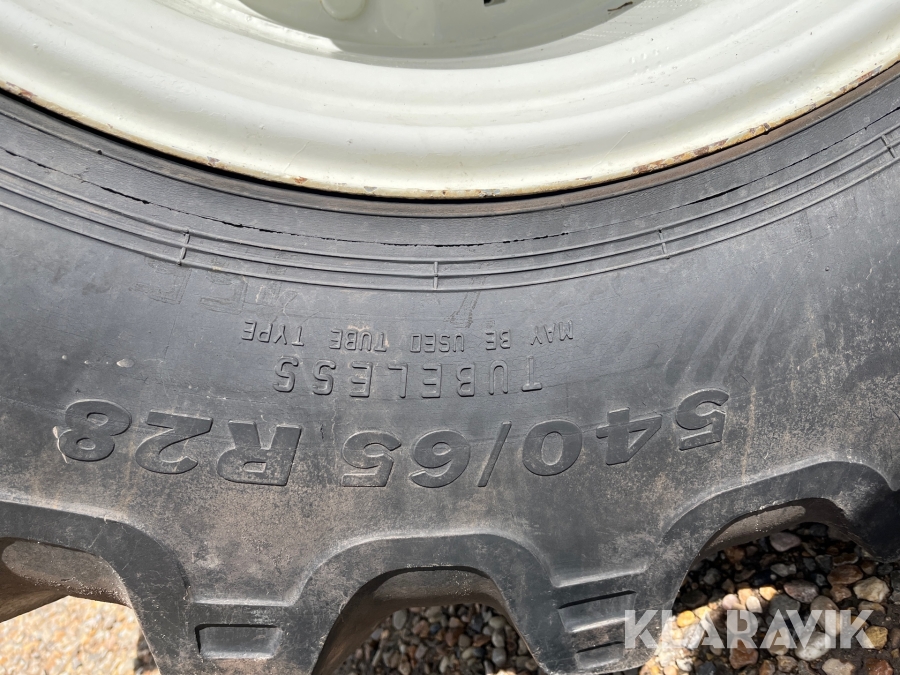 540/65 R28
TUBELESS
MAY BE USED TUBE TYPE
KLARAVIK